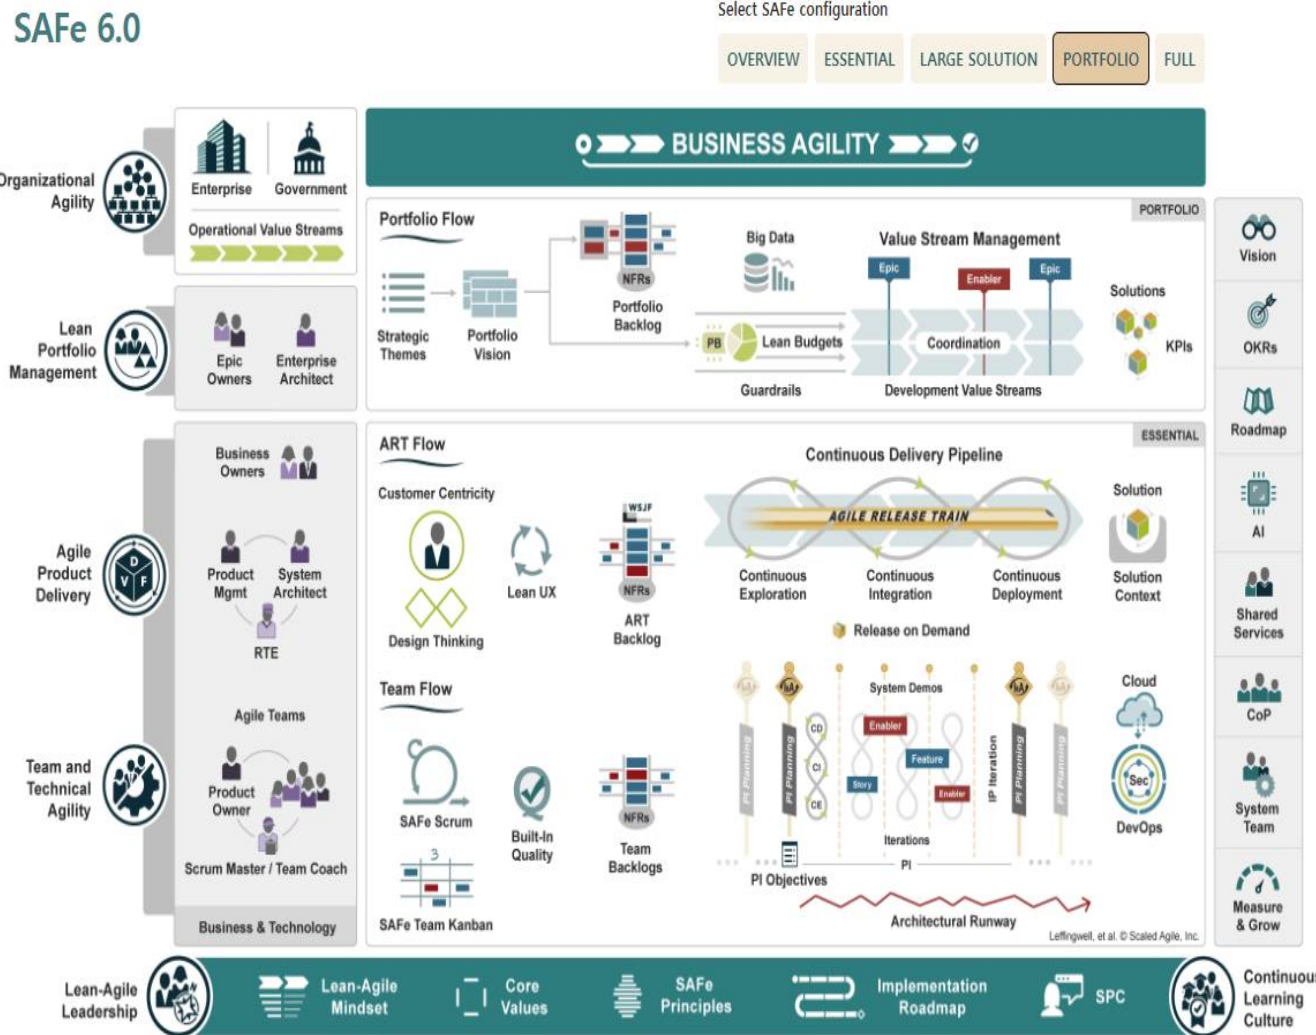 SAFe 6.0
Select SAFe configuration
OVERVIEW
ESSENTIAL
LARGE SOLUTION
PORTFOLIO
FULL
Organizational
Agility
Enterprise
Government
Operational Value Streams
BUSINESS AGILITY
Lean
Portfolio
Management
Epic
Owners
Enterprise
Architect
PORTFOLIO
Portfolio Flow
Strategic
Themes
Portfolio
Vision
NFRs
Portfolio
Backlog
Big Data
PB
Lean Budgets
Guardrails
Value Stream Management
Epic
Enabler
Epic
Coordination
Development Value Streams
Solutions
KPIs
Agile
Product
Delivery
D
V
F
Business
Owners
Product
Mgmt
System
Architect
RTE
ESSENTIAL
ART Flow
Customer Centricity
Design Thinking
Lean UX
WSJF
NFRs
ART
Backlog
Continuous Delivery Pipeline
AGILE RELEASE TRAIN
Continuous
Exploration
Continuous
Integration
Continuous
Deployment
Release on Demand
Solution
Solution
Context
Team and
Technical
Agility
Agile Teams
Product
Owner
Scrum Master / Team Coach
Business & Technology
Team Flow
SAFe Scrum
3
SAFe Team Kanban
Built-In
Quality
NFRs
Team
Backlogs
I&A
I&A
I&A
I&A
PI Planning
PI Planning
CD
CI
CE
System Demos
Enabler
Feature
Story
Enabler
IP Iteration
PI Planning
PI Planning
Iterations
PI
PI Objectives
Architectural Runway
Cloud
Sec
DevOps
Leffingwell, et al. © Scaled Agile, Inc.
Vision
OKRs
Roadmap
AI
Shared
Services
CoP
System
Team
Measure
& Grow
Lean-Agile
Leadership
Lean-Agile
Mindset
Core
Values
SAFe
Principles
Implementation
Roadmap
SPC
Continuous
Learning
Culture